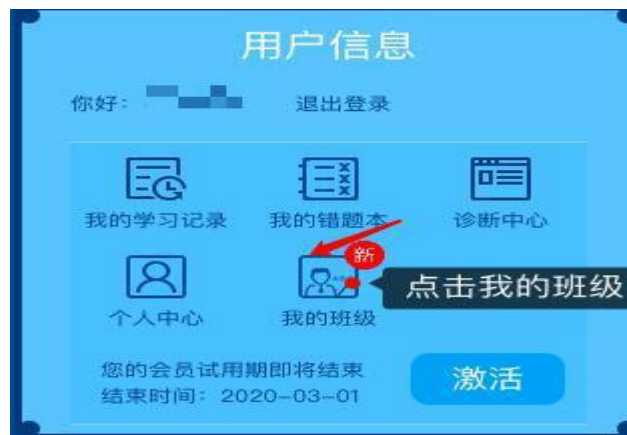 用户信息
你好： 退出登录
我的学习记录 我的错题本 诊断中心
新
点击我的班级
个人中心 我的班级
您的会员试用期即将结束
激活
结束时间：2020-03-01